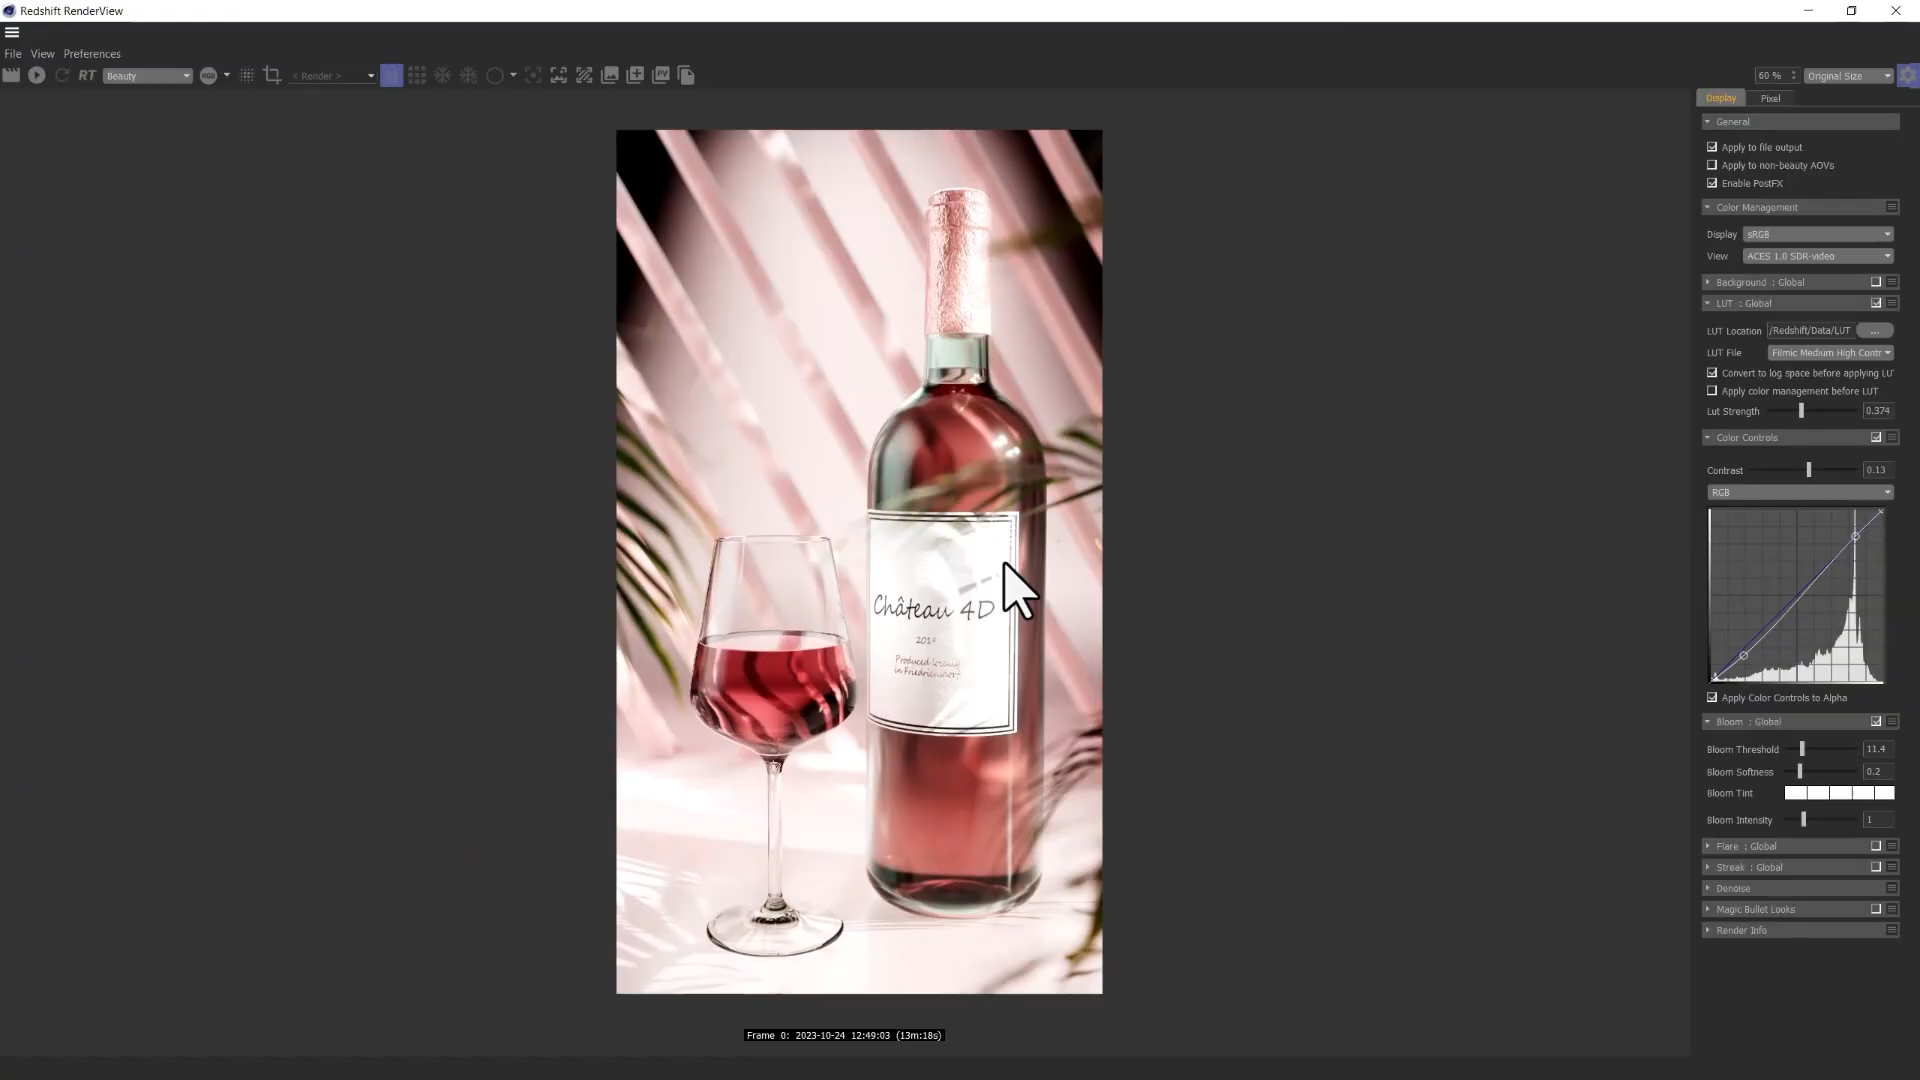 Redshift RenderView
File View Preferences
RT Beauty RGB < Render > PV 60 % Original Size
Display Pixel
General
Apply to file output
Apply to non-beauty AOVs
Enable PostFX
Color Management
Display sRGB
View ACES 1.0 SDR-video
Background : Global
LUT : Global
LUT Location /Redshift/Data/LUT ...
LUT File Filmic Medium High Contr
Convert to log space before applying LU
Apply color management before LUT
Lut Strength 0.374
Color Controls
Contrast 0.13
RGB
Apply Color Controls to Alpha
Bloom : Global
Bloom Threshold 11.4
Bloom Softness 0.2
Bloom Tint
Bloom Intensity 1
Flare : Global
Streak : Global
Denoise
Magic Bullet Looks
Render Info
Château 4D
2019
Produced locally
in Friedrichsdorf
Frame 0: 2023-10-24 12:49:03 (13m:18s)